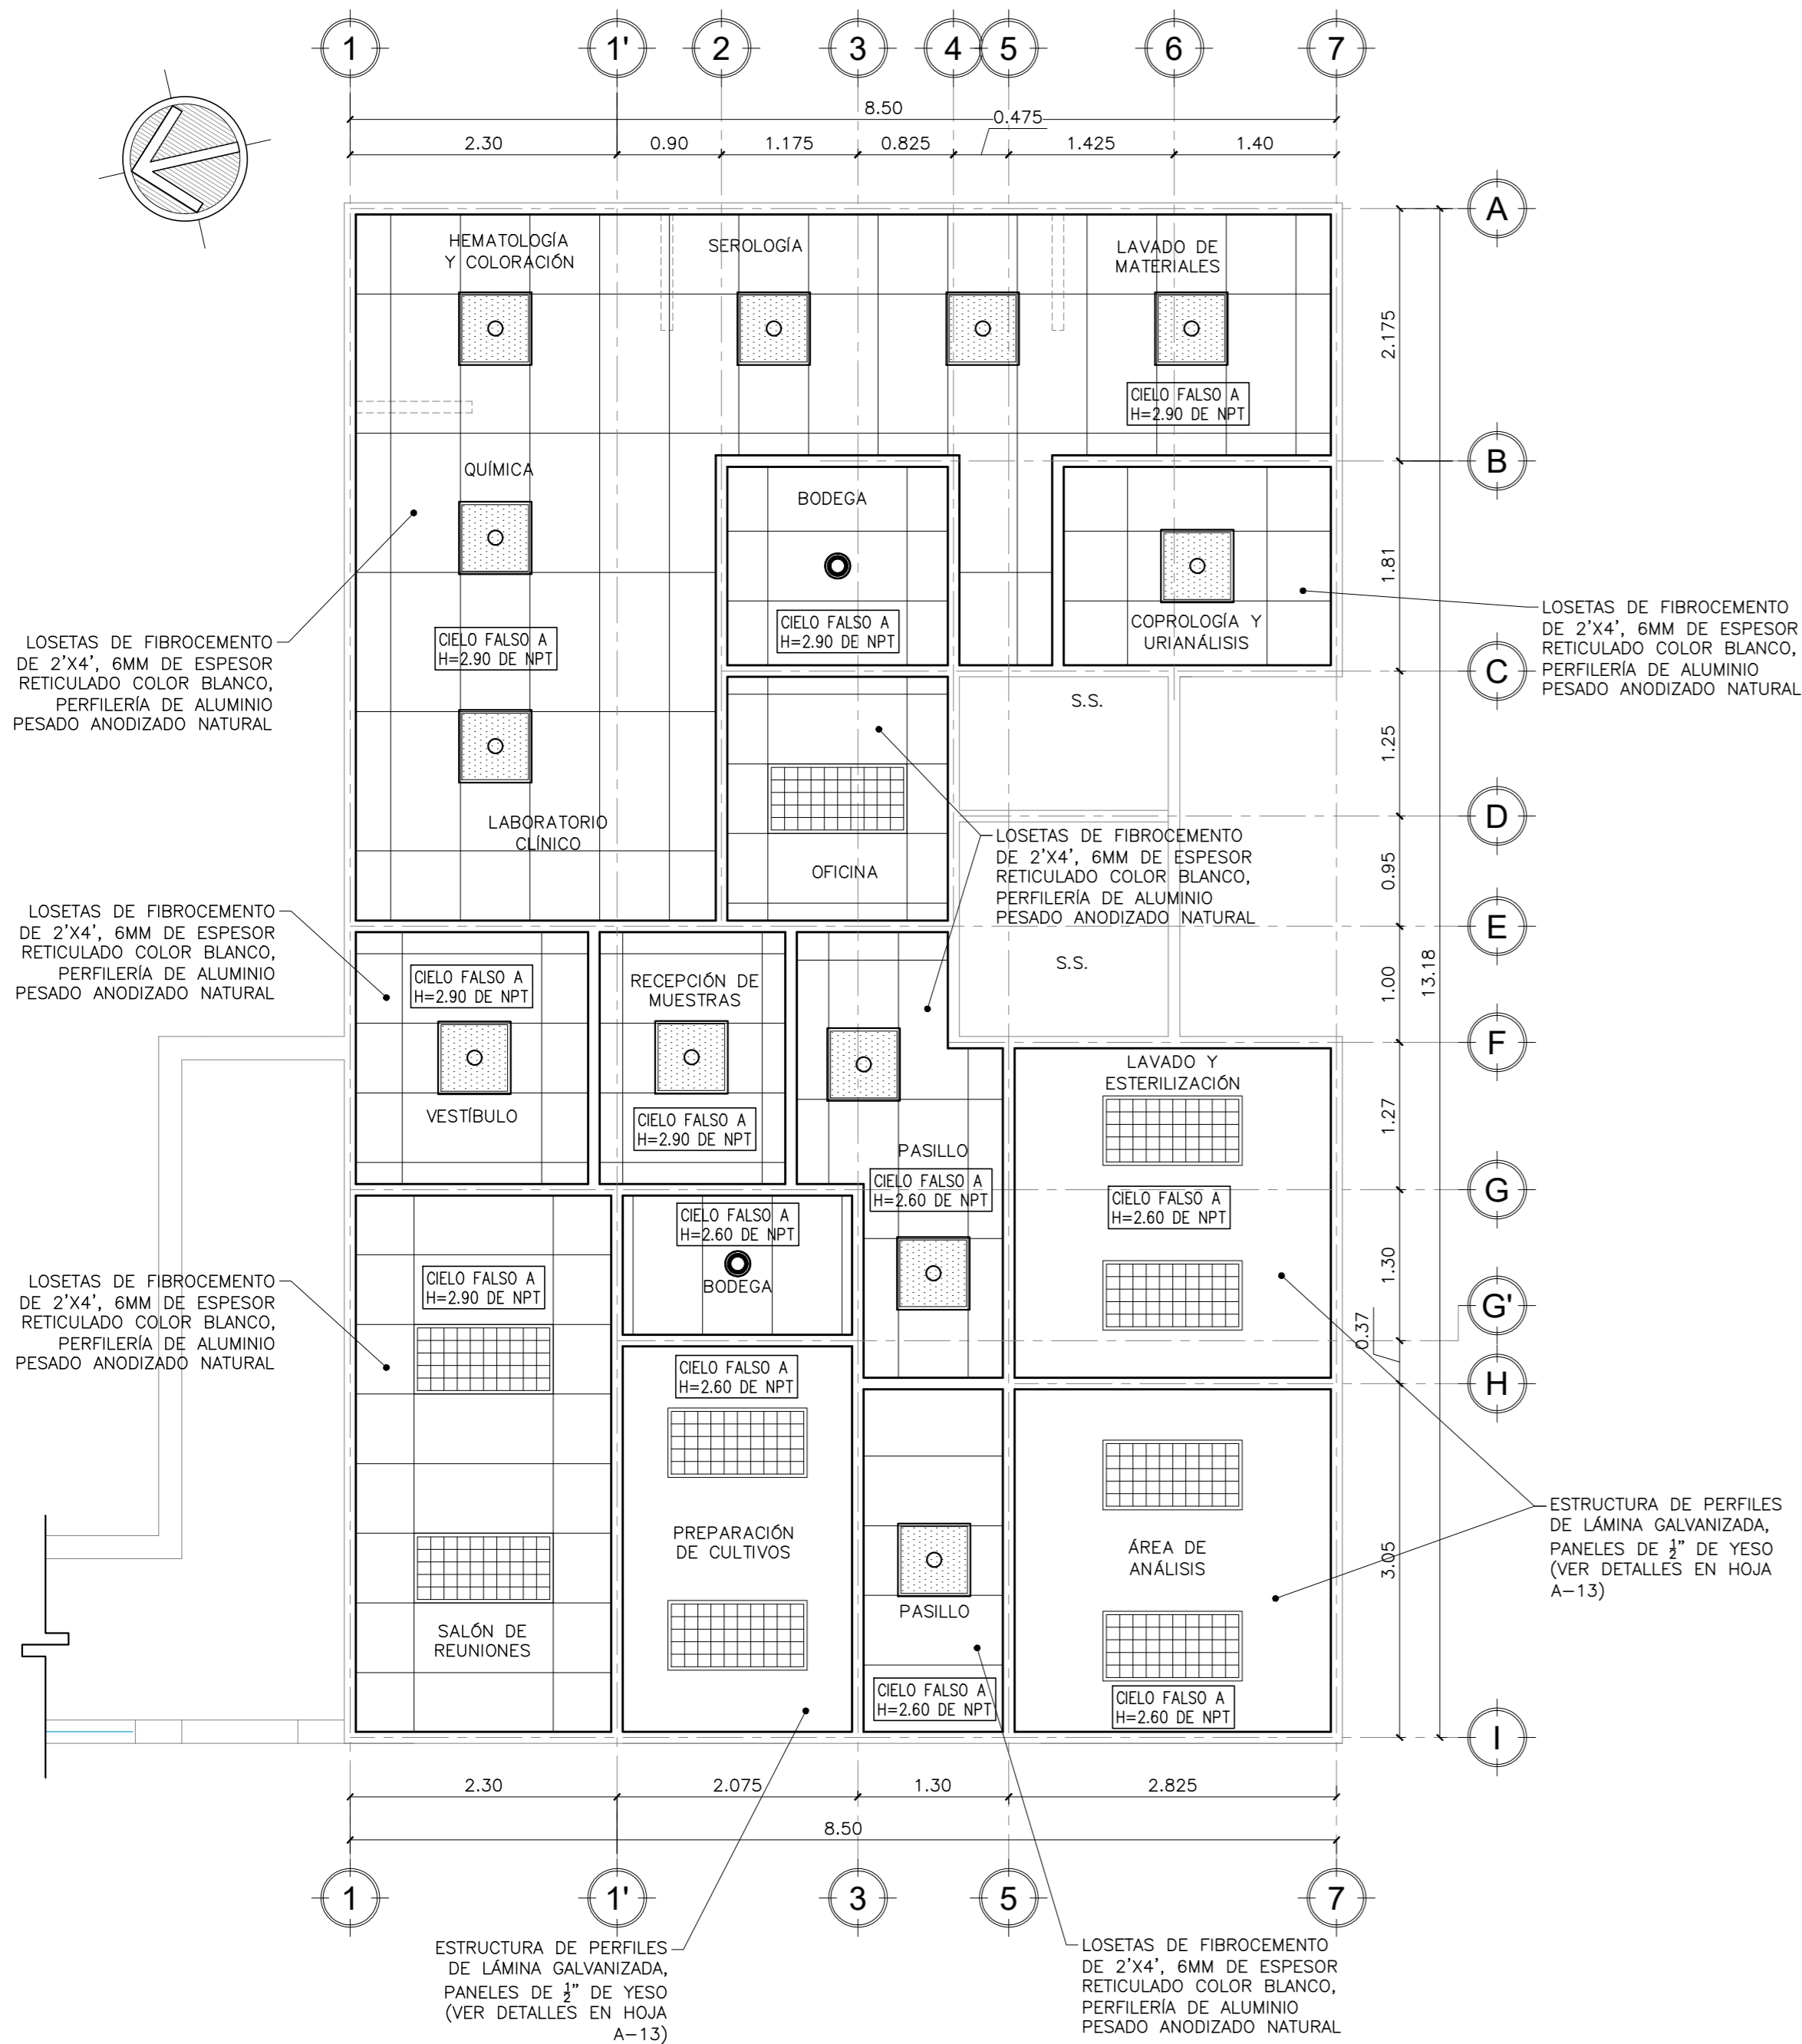 1
1'
2
3
4
5
6
7
8.50
0.475
2.30
0.90
1.175
0.825
1.425
1.40
A
HEMATOLOGÍA
Y COLORACIÓN
SEROLOGÍA
LAVADO DE
MATERIALES
2.175
CIELO FALSO A
H=2.90 DE NPT
B
QUÍMICA
BODEGA
1.81
CIELO FALSO A
H=2.90 DE NPT
CIELO FALSO A
H=2.90 DE NPT
COPROLOGÍA Y
URIANÁLISIS
LOSETAS DE FIBROCEMENTO
DE 2'X4', 6MM DE ESPESOR
RETICULADO COLOR BLANCO,
PERFILERÍA DE ALUMINIO
PESADO ANODIZADO NATURAL
LOSETAS DE FIBROCEMENTO
DE 2'X4', 6MM DE ESPESOR
RETICULADO COLOR BLANCO,
PERFILERÍA DE ALUMINIO
PESADO ANODIZADO NATURAL
C
S.S.
1.25
D
LABORATORIO
CLÍNICO
OFICINA
LOSETAS DE FIBROCEMENTO
DE 2'X4', 6MM DE ESPESOR
RETICULADO COLOR BLANCO,
PERFILERÍA DE ALUMINIO
PESADO ANODIZADO NATURAL
0.95
E
LOSETAS DE FIBROCEMENTO
DE 2'X4', 6MM DE ESPESOR
RETICULADO COLOR BLANCO,
PERFILERÍA DE ALUMINIO
PESADO ANODIZADO NATURAL
CIELO FALSO A
H=2.90 DE NPT
RECEPCIÓN DE
MUESTRAS
S.S.
1.00
13.18
F
VESTÍBULO
CIELO FALSO A
H=2.90 DE NPT
LAVADO Y
ESTERILIZACIÓN
1.27
PASILLO
CIELO FALSO A
H=2.60 DE NPT
CIELO FALSO A
H=2.60 DE NPT
G
CIELO FALSO A
H=2.60 DE NPT
BODEGA
1.30
G'
LOSETAS DE FIBROCEMENTO
DE 2'X4', 6MM DE ESPESOR
RETICULADO COLOR BLANCO,
PERFILERÍA DE ALUMINIO
PESADO ANODIZADO NATURAL
CIELO FALSO A
H=2.90 DE NPT
0.37
H
CIELO FALSO A
H=2.60 DE NPT
PREPARACIÓN
DE CULTIVOS
ÁREA DE
ANÁLISIS
3.05
ESTRUCTURA DE PERFILES
DE LÁMINA GALVANIZADA,
PANELES DE ½" DE YESO
(VER DETALLES EN HOJA
A-13)
SALÓN DE
REUNIONES
PASILLO
CIELO FALSO A
H=2.60 DE NPT
CIELO FALSO A
H=2.60 DE NPT
I
2.30
2.075
1.30
2.825
8.50
1
1'
3
5
7
ESTRUCTURA DE PERFILES
DE LÁMINA GALVANIZADA,
PANELES DE ½" DE YESO
(VER DETALLES EN HOJA
A-13)
LOSETAS DE FIBROCEMENTO
DE 2'X4', 6MM DE ESPESOR
RETICULADO COLOR BLANCO,
PERFILERÍA DE ALUMINIO
PESADO ANODIZADO NATURAL